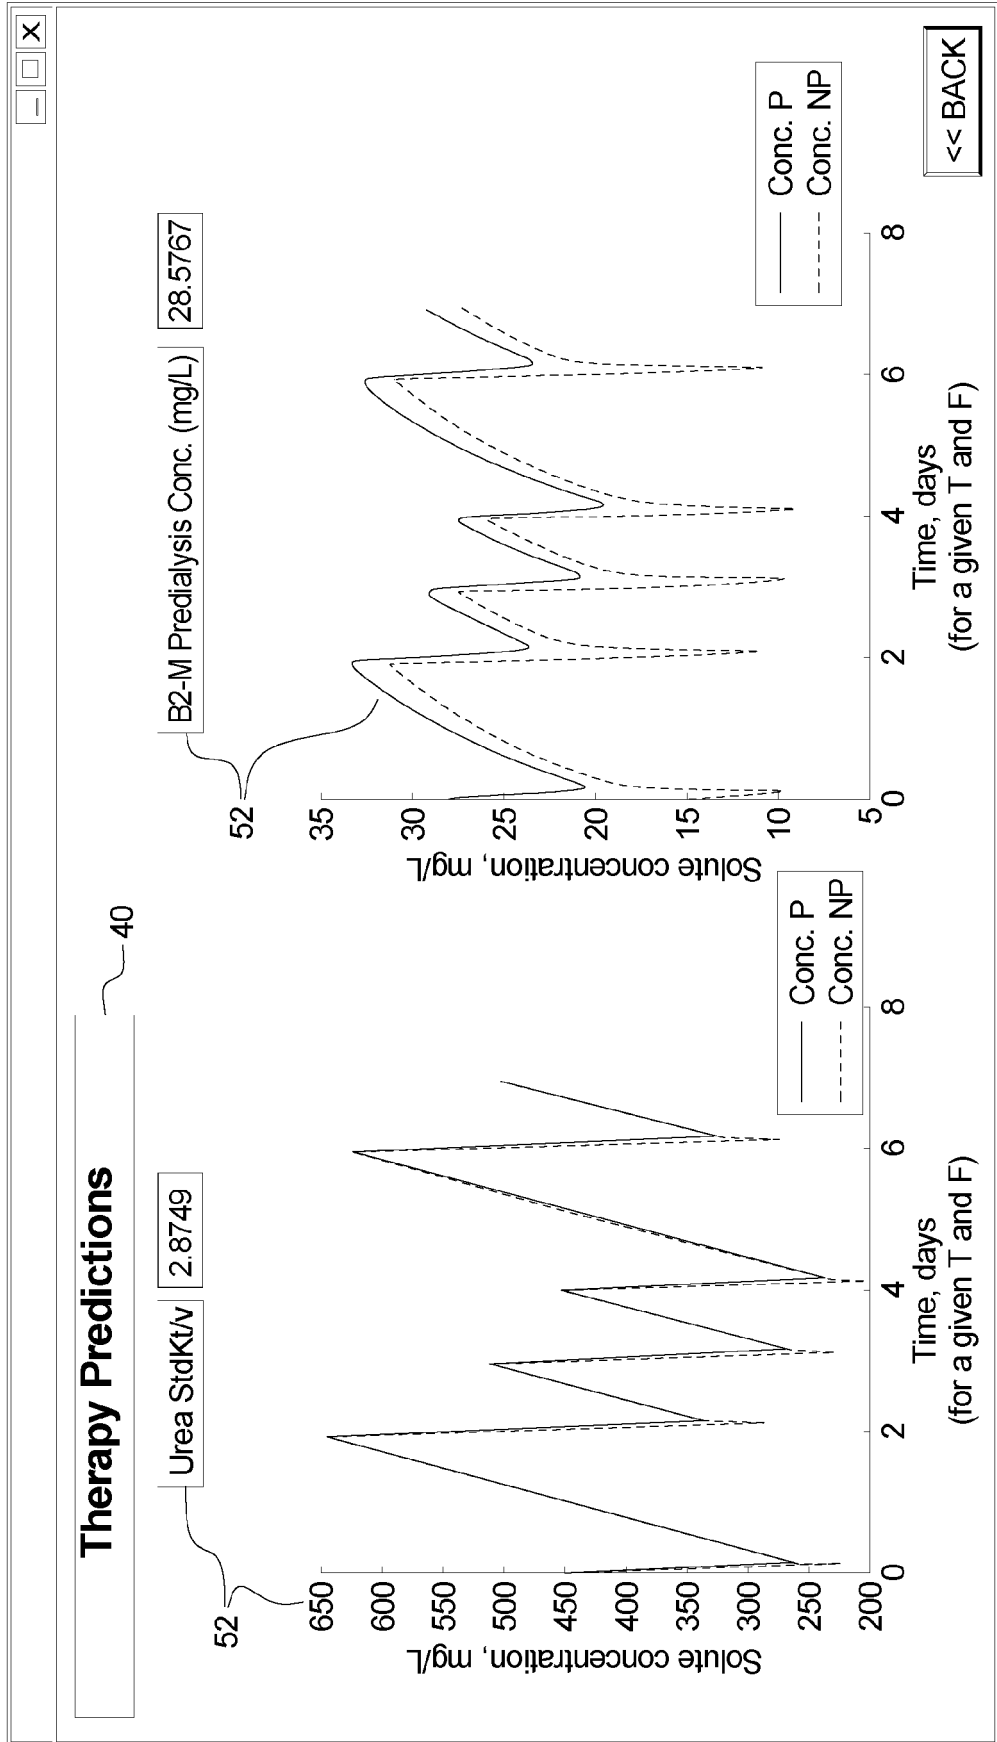 _ □ X
Therapy Predictions
40
Urea StdKt/v 2.8749
52
650
600
550
500
450
400
350
300
250
200
Solute concentration, mg/L
0
2
4
6
8
Time, days
(for a given T and F)
Conc. P
Conc. NP
B2-M Predialysis Conc. (mg/L) 28.5767
52
35
30
25
20
15
10
5
Solute concentration, mg/L
0
2
4
6
8
Time, days
(for a given T and F)
Conc. P
Conc. NP
<< BACK